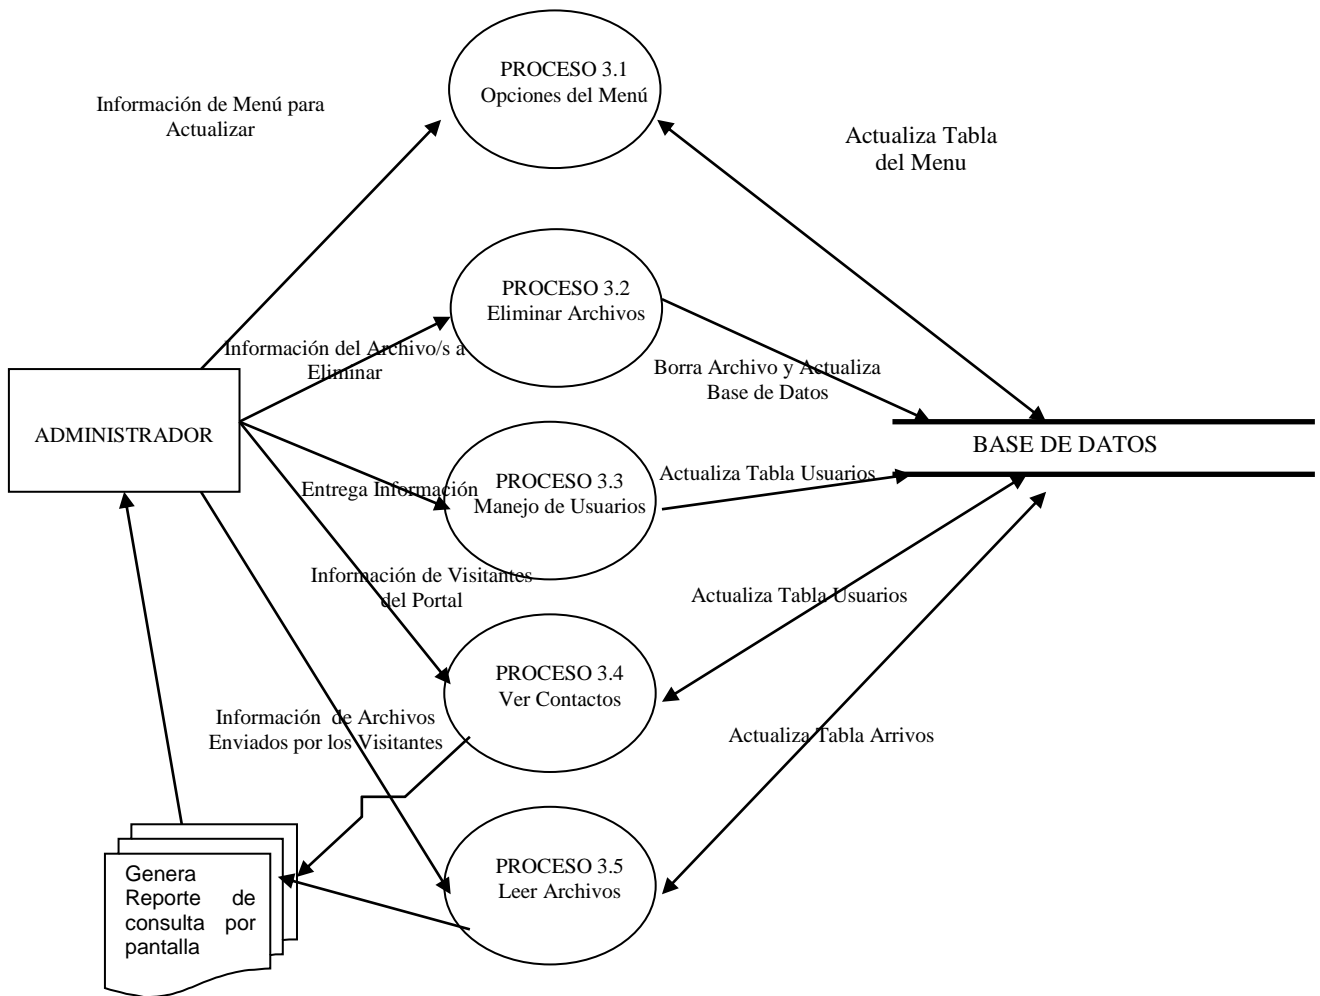 PROCESO 3.1
Opciones del Menú
Información de Menú para
Actualizar
Actualiza Tabla
del Menu
PROCESO 3.2
Eliminar Archivos
Información del Archivo/s a
Eliminar
Borra Archivo y Actualiza
Base de Datos
ADMINISTRADOR
BASE DE DATOS
PROCESO 3.3
Manejo de Usuarios
Entrega Información
Actualiza Tabla Usuarios
Información de Visitantes
del Portal
Actualiza Tabla Usuarios
PROCESO 3.4
Ver Contactos
Información de Archivos
Enviados por los Visitantes
Actualiza Tabla Arrivos
PROCESO 3.5
Leer Archivos
Genera
Reporte de
consulta por
pantalla